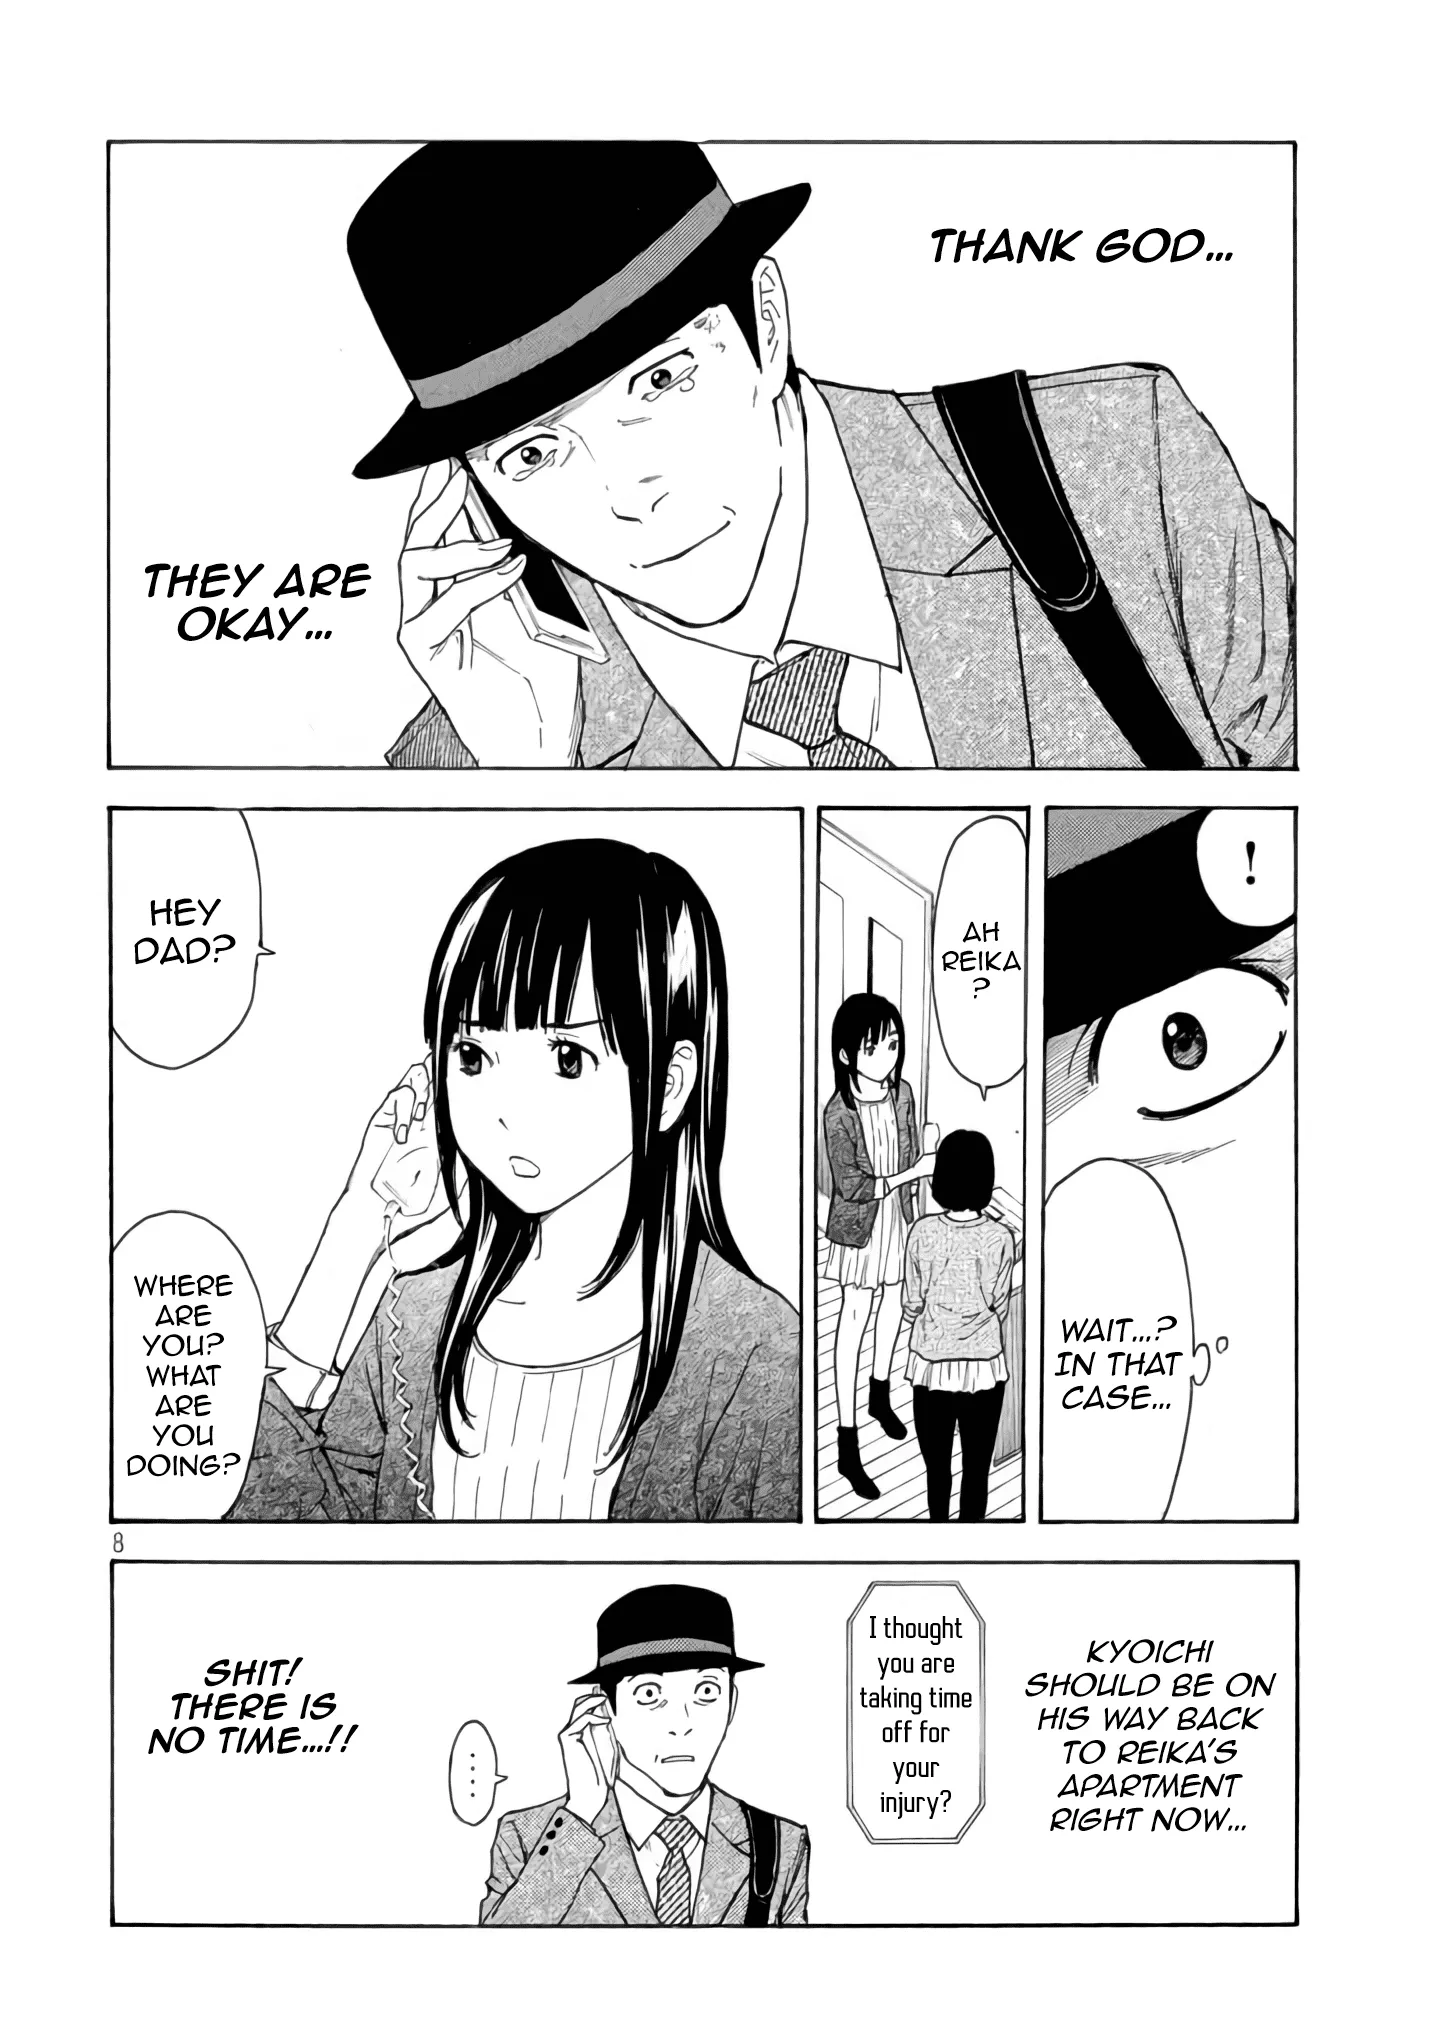 THANK GOD...
THEY ARE
OKAY...
!
WAIT...?
IN THAT
CASE...
AH
REIKA
?
HEY
DAD?
WHERE
ARE
YOU?
WHAT
ARE
YOU
DOING?
8
KYOICHI
SHOULD BE ON
HIS WAY BACK
TO REIKA'S
APARTMENT
RIGHT NOW...
I thought
you are
taking time
off for
your
injury?
....
SHIT!
THERE IS
NO TIME...!!